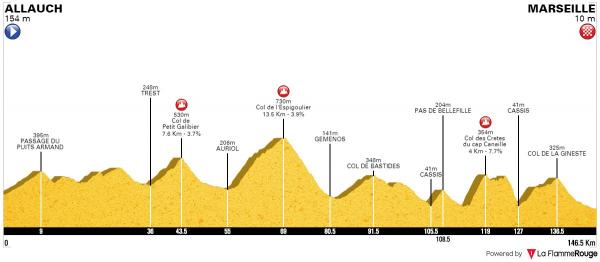 ALLAUCH
154 m
MARSEILLE
10 m
395m
PASSAGE DU
PUITS ARMAND
248m
TREST
530m
Col de
Petit Galibier
7.6 Km - 3.7%
206m
AURIOL
730m
Col de l'Espigoulier
13.5 Km - 3.9%
141m
GEMENOS
348m
COL DE BASTIDES
41m
CASSIS
204m
PAS DE BELLEFILLE
354m
Col des Cretes
du cap Canaille
4 Km - 7.7%
41m
CASSIS
325m
COL DE LA GINESTE
0
9
36
43.5
55
69
80.5
91.5
105.5
108.5
119
127
136.5
146.5 Km
Powered by La FlammeRouge